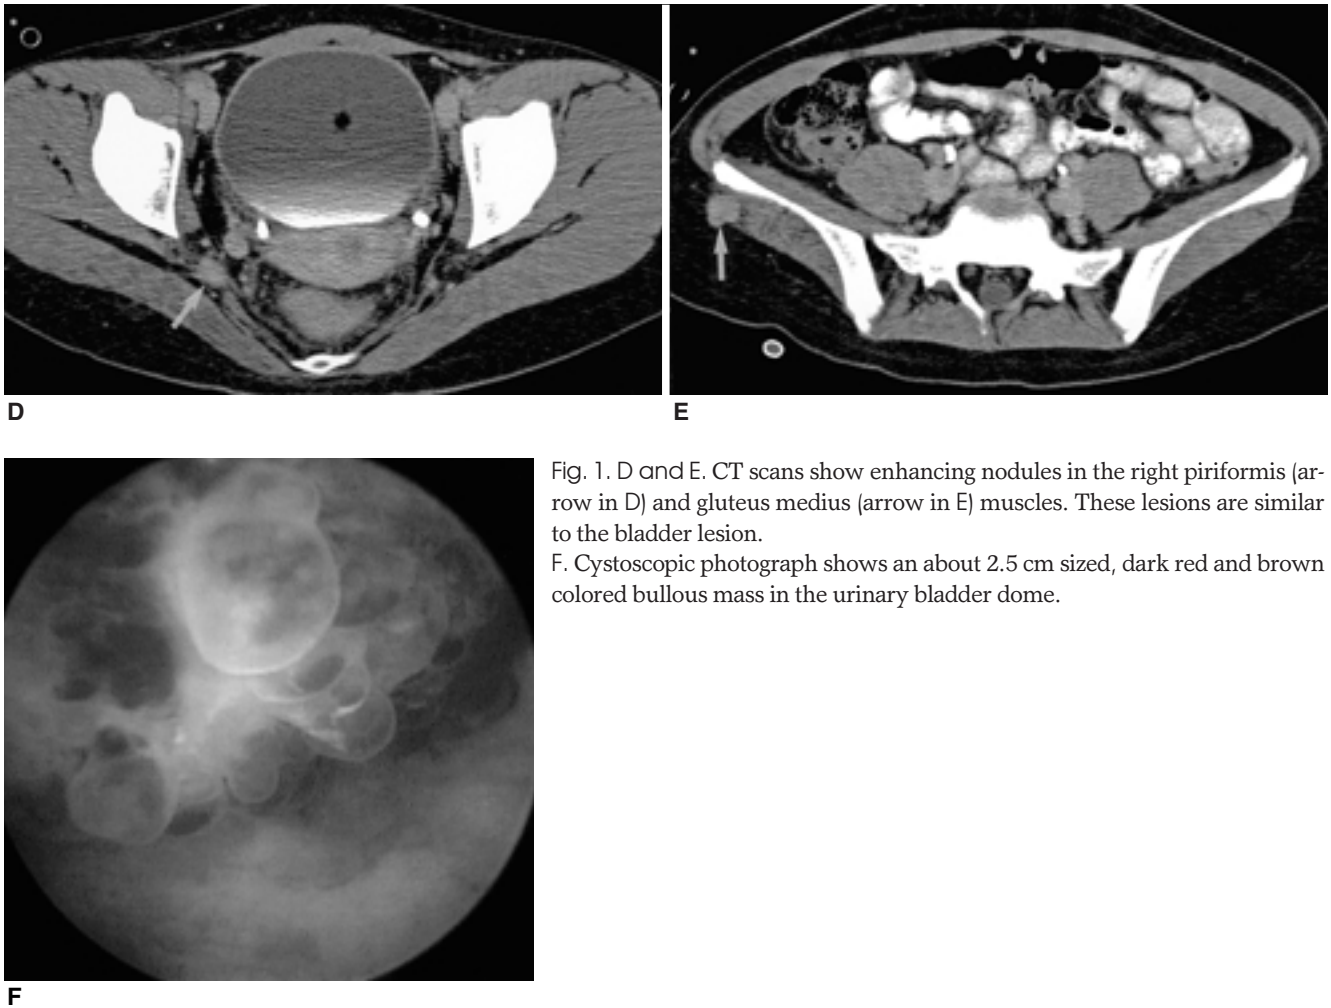 D
E
Fig. 1. D and E. CT scans show enhancing nodules in the right piriformis (ar-
row in D) and gluteus medius (arrow in E) muscles. These lesions are similar
to the bladder lesion.
F. Cystoscopic photograph shows an about 2.5 cm sized, dark red and brown
colored bullous mass in the urinary bladder dome.
F